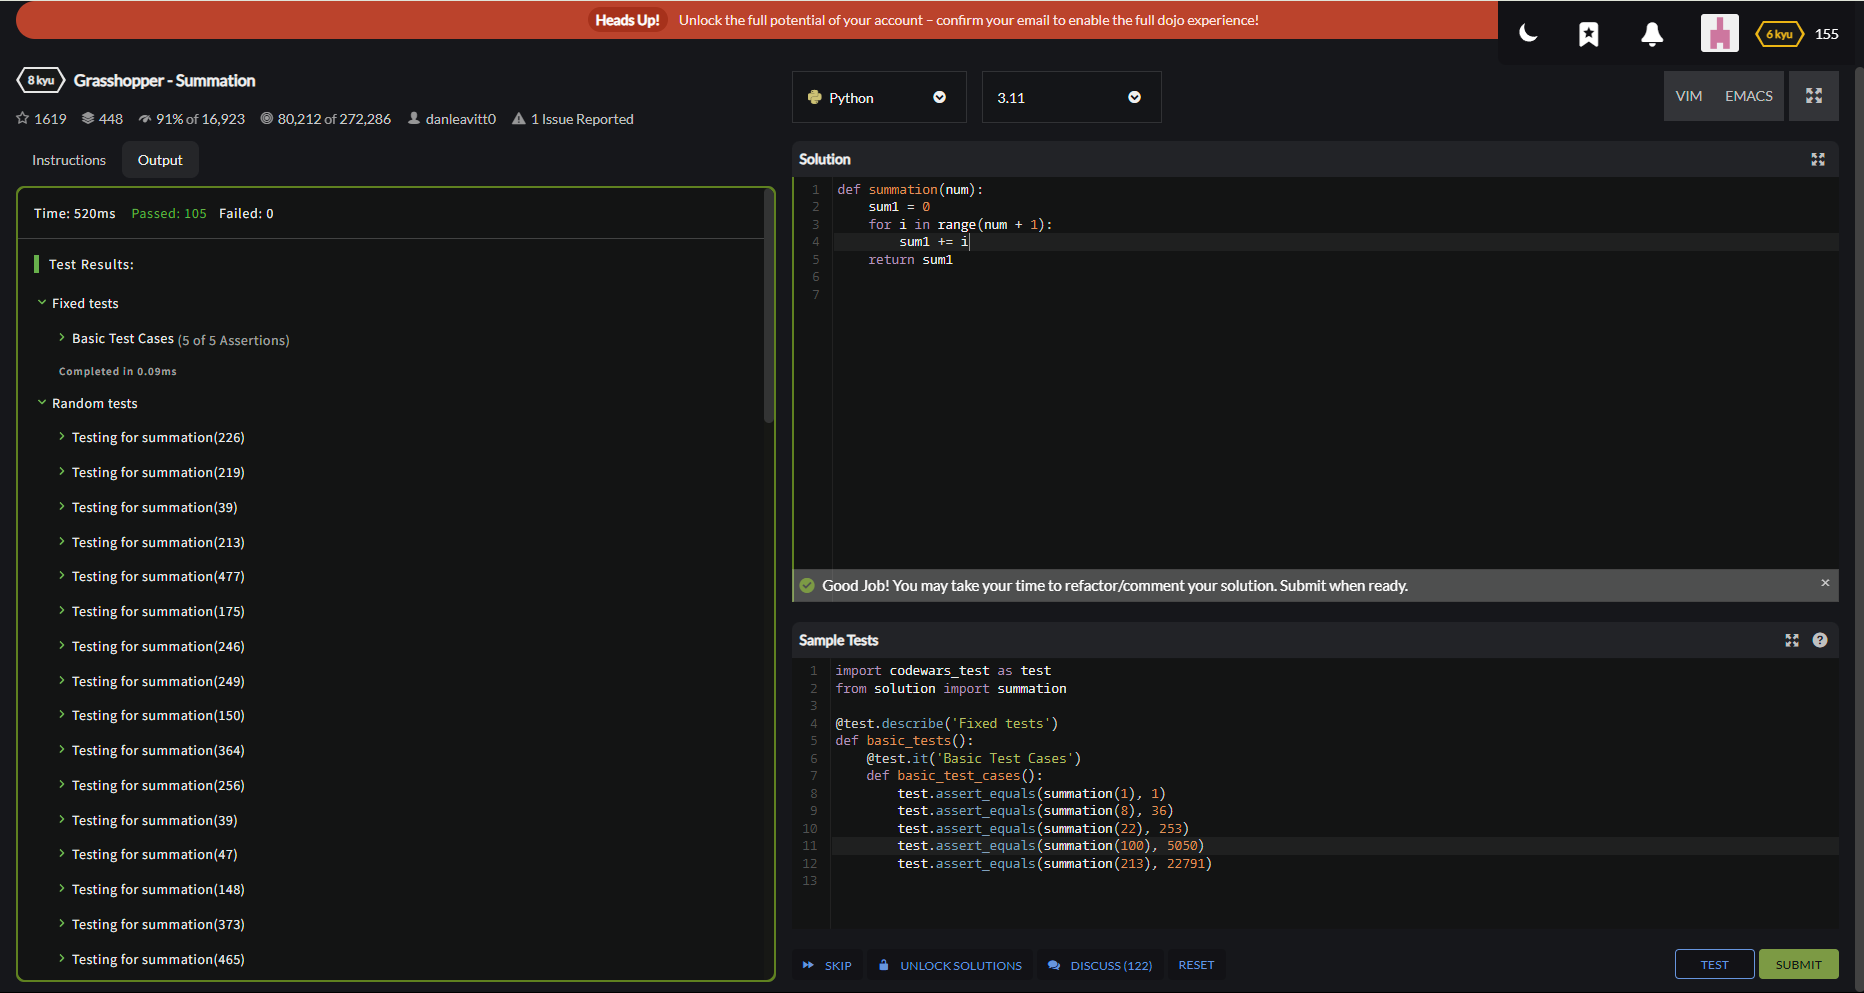 Heads Up! Unlock the full potential of your account – confirm your email to enable the full dojo experience!
6 kyu 155
8 kyu Grasshopper - Summation
1619 448 91% of 16,923 80,212 of 272,286 danleavitt0 1 Issue Reported
Instructions Output
Time: 520ms Passed: 105 Failed: 0
Test Results:
Fixed tests
Basic Test Cases (5 of 5 Assertions)
Completed in 0.09ms
Random tests
Testing for summation(226)
Testing for summation(219)
Testing for summation(39)
Testing for summation(213)
Testing for summation(477)
Testing for summation(175)
Testing for summation(246)
Testing for summation(249)
Testing for summation(150)
Testing for summation(364)
Testing for summation(256)
Testing for summation(39)
Testing for summation(47)
Testing for summation(148)
Testing for summation(373)
Testing for summation(465)
Python 3.11 VIM EMACS
Solution
1 def summation(num):
2     sum1 = 0
3     for i in range(num + 1):
4         sum1 += i
5     return sum1
6
7
Good Job! You may take your time to refactor/comment your solution. Submit when ready. ×
Sample Tests ?
1 import codewars_test as test
2 from solution import summation
3
4 @test.describe('Fixed tests')
5 def basic_tests():
6     @test.it('Basic Test Cases')
7     def basic_test_cases():
8         test.assert_equals(summation(1), 1)
9         test.assert_equals(summation(8), 36)
10         test.assert_equals(summation(22), 253)
11         test.assert_equals(summation(100), 5050)
12         test.assert_equals(summation(213), 22791)
13
SKIP UNLOCK SOLUTIONS DISCUSS (122) RESET TEST SUBMIT